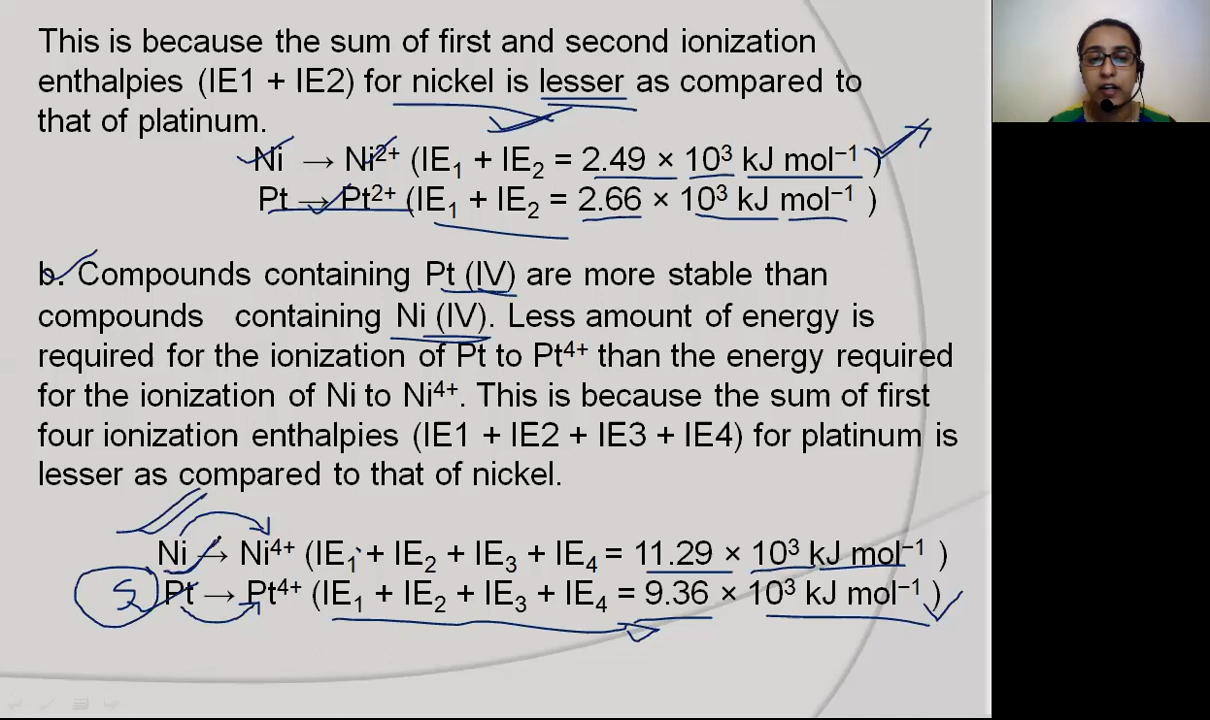 This is because the sum of first and second ionization
enthalpies (IE1 + IE2) for nickel is lesser as compared to
that of platinum.
Ni → Ni²⁺ (IE₁ + IE₂ = 2.49 × 10³ kJ mol⁻¹ )
Pt → Pt²⁺ (IE₁ + IE₂ = 2.66 × 10³ kJ mol⁻¹ )
b. Compounds containing Pt (IV) are more stable than
compounds containing Ni (IV). Less amount of energy is
required for the ionization of Pt to Pt⁴⁺ than the energy required
for the ionization of Ni to Ni⁴⁺. This is because the sum of first
four ionization enthalpies (IE1 + IE2 + IE3 + IE4) for platinum is
lesser as compared to that of nickel.
Ni → Ni⁴⁺ (IE₁ + IE₂ + IE₃ + IE₄ = 11.29 × 10³ kJ mol⁻¹ )
Pt → Pt⁴⁺ (IE₁ + IE₂ + IE₃ + IE₄ = 9.36 × 10³ kJ mol⁻¹ )